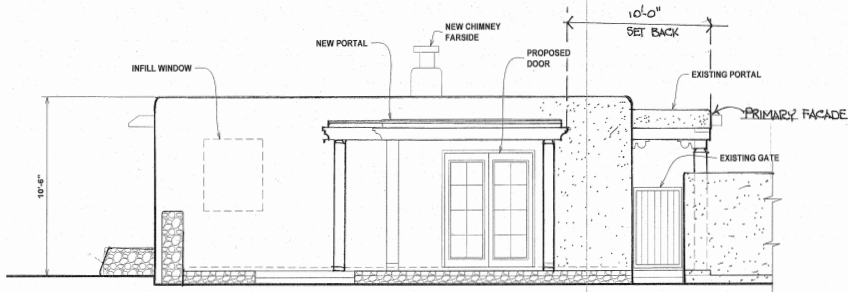 10'-0"
SET BACK
NEW CHIMNEY
FARSIDE
NEW PORTAL
PROPOSED
DOOR
INFILL WINDOW
EXISTING PORTAL
PRIMARY FACADE
EXISTING GATE
10'-6"